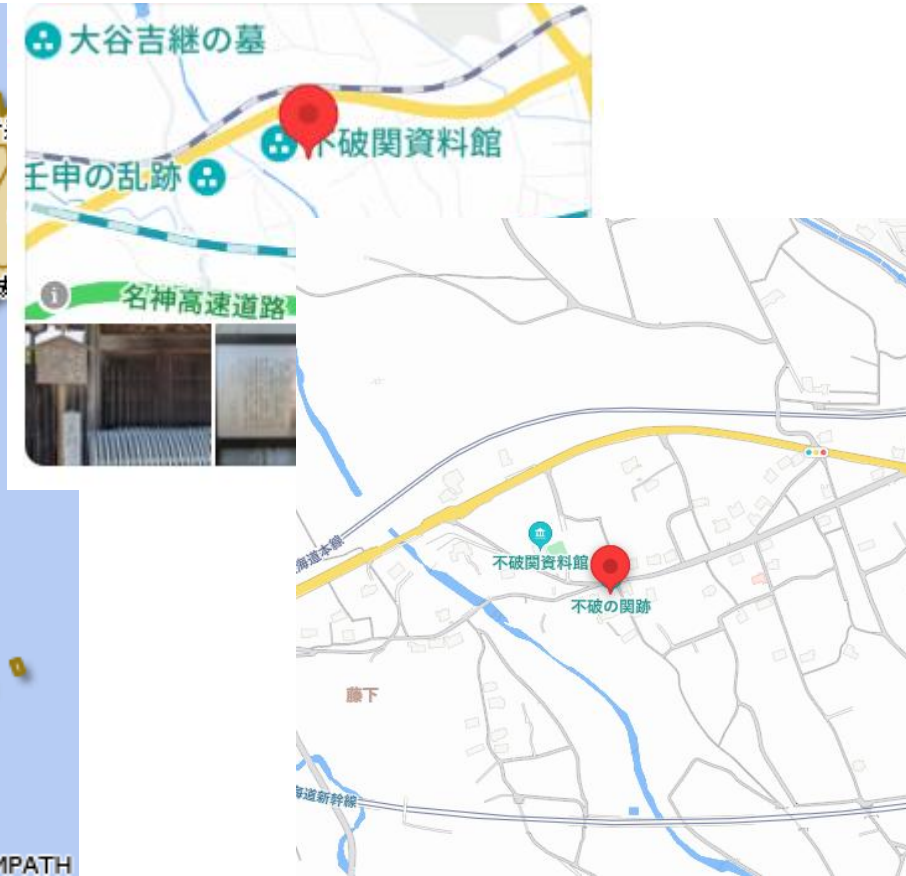 大谷吉継の墓
不破関資料館
壬申の乱跡
名神高速道路
海道本線
不破関資料館
不破の関跡
藤下
海道新幹線
MPATH